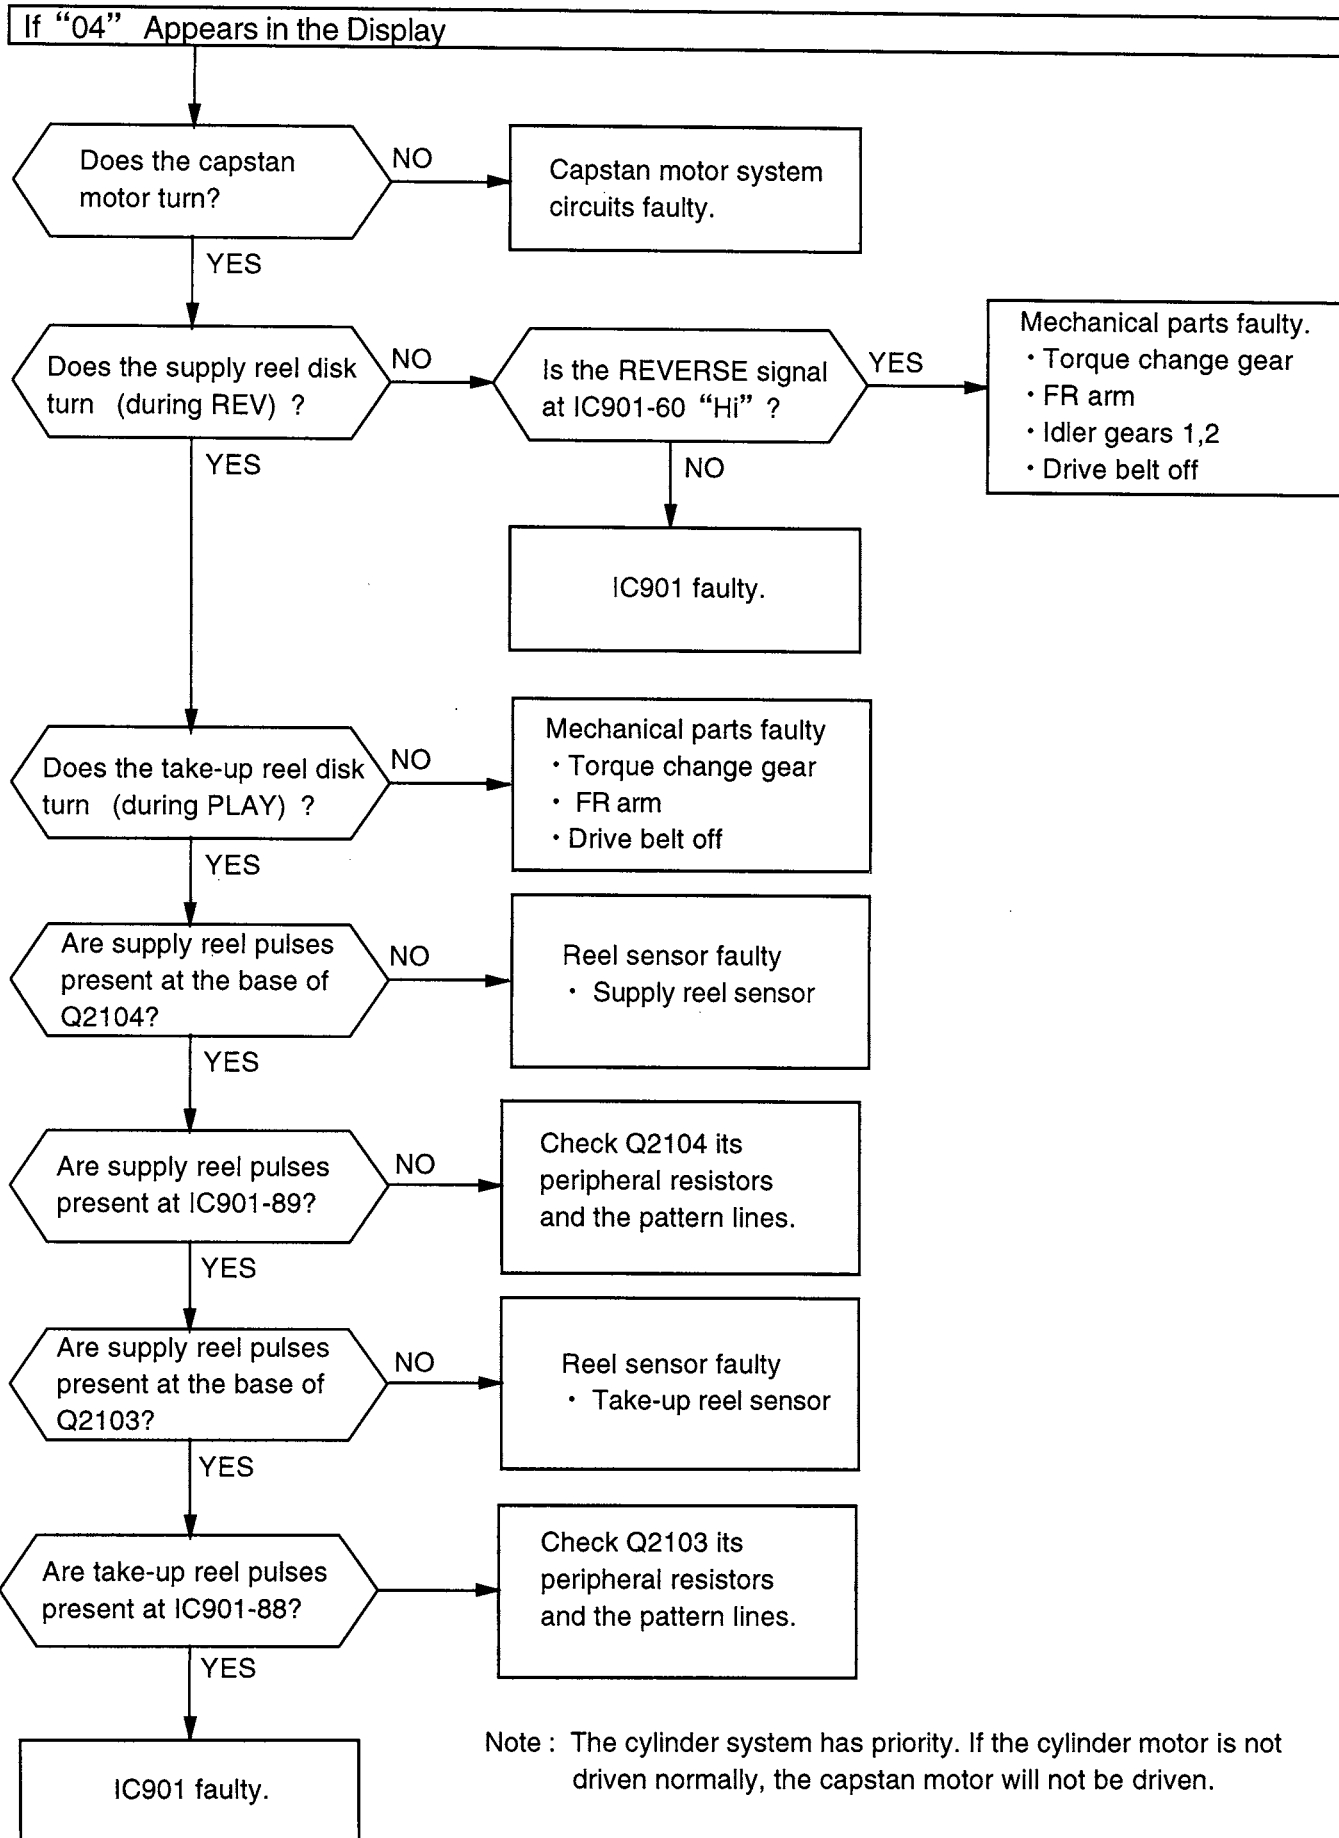 If “04” Appears in the Display
Does the capstan
motor turn?
NO
Capstan motor system
circuits faulty.
YES
Does the supply reel disk
turn (during REV) ?
NO
Is the REVERSE signal
at IC901-60 “Hi” ?
YES
Mechanical parts faulty.
・Torque change gear
・FR arm
・Idler gears 1,2
・Drive belt off
YES
NO
IC901 faulty.
Does the take-up reel disk
turn (during PLAY) ?
NO
Mechanical parts faulty
・Torque change gear
・FR arm
・Drive belt off
YES
Are supply reel pulses
present at the base of
Q2104?
NO
Reel sensor faulty
・Supply reel sensor
YES
Are supply reel pulses
present at IC901-89?
NO
Check Q2104 its
peripheral resistors
and the pattern lines.
YES
Are supply reel pulses
present at the base of
Q2103?
NO
Reel sensor faulty
・Take-up reel sensor
YES
Are take-up reel pulses
present at IC901-88?
Check Q2103 its
peripheral resistors
and the pattern lines.
YES
IC901 faulty.
Note : The cylinder system has priority. If the cylinder motor is not
driven normally, the capstan motor will not be driven.